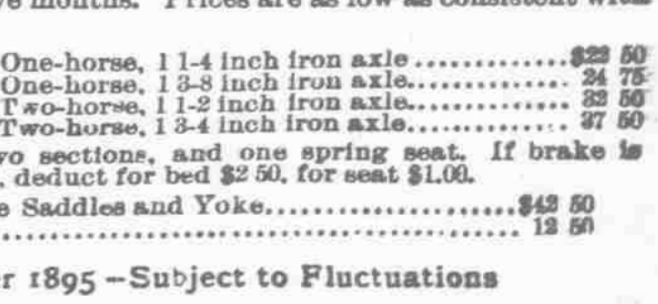 ve months. Prices are as low as consistent with
One-horse, 1 1-4 inch iron axle..............$22 50
One-horse, 1 3-8 inch iron axle.............. 24 75
Two-horse, 1 1-2 inch iron axle.............. 32 50
Two-horse, 1 3-4 inch iron axle.............. 37 50
wo sections, and one spring seat. If brake is
, deduct for bed $2 50, for seat $1.00.
e Saddles and Yoke....................$42 50
.............................................. 12 50
r 1895 —Subject to Fluctuations